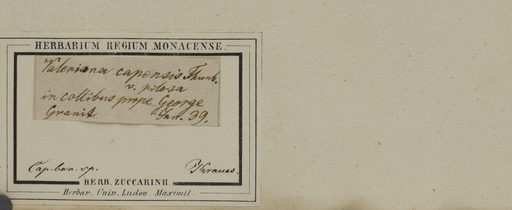 HERBARIUM REGIUM MONACENSE.
Valeriana capensis Thunb.
v. pilosa
in collibus prope George
Granit Jan. 39.
Cap. bon. sp. Krauss.
HERB. ZUCCARINII.
Herbar. Univ. Ludov. Maximil.